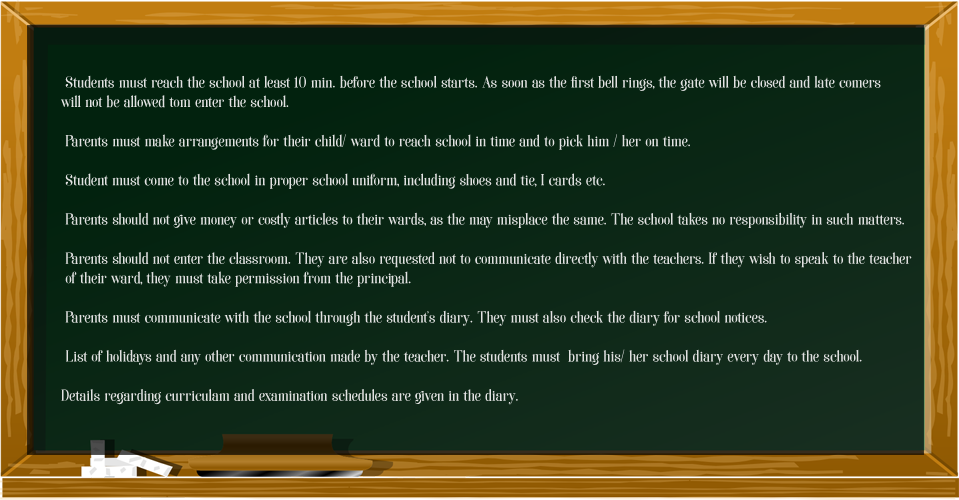 Students must reach the school at least 10 min. before the school starts. As soon as the first bell rings, the gate will be closed and late comers
will not be allowed tom enter the school.
Parents must make arrangements for their child/ ward to reach school in time and to pick him / her on time.
Student must come to the school in proper school uniform, including shoes and tie, I cards etc.
Parents should not give money or costly articles to their wards, as the may misplace the same. The school takes no responsibility in such matters.
Parents should not enter the classroom. They are also requested not to communicate directly with the teachers. If they wish to speak to the teacher
of their ward, they must take permission from the principal.
Parents must communicate with the school through the student's diary. They must also check the diary for school notices.
List of holidays and any other communication made by the teacher. The students must  bring his/ her school diary every day to the school.
Details regarding curriculam and examination schedules are given in the diary.